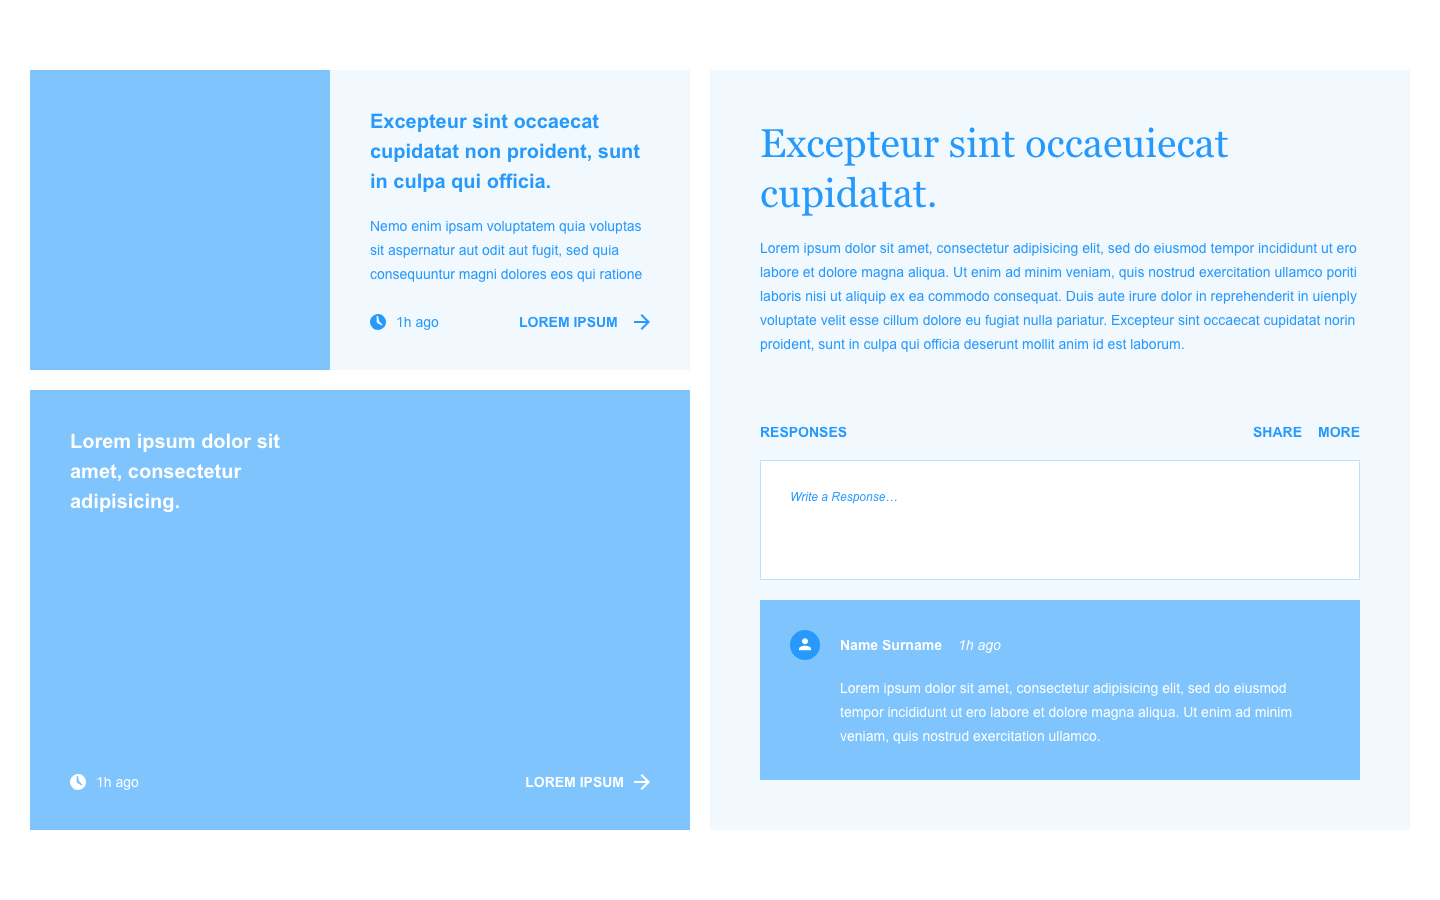 Excepteur sint occaecat
cupidatat non proident, sunt
in culpa qui officia.
Nemo enim ipsam voluptatem quia voluptas
sit aspernatur aut odit aut fugit, sed quia
consequuntur magni dolores eos qui ratione
1h ago LOREM IPSUM
Lorem ipsum dolor sit
amet, consectetur
adipisicing.
1h ago LOREM IPSUM
Excepteur sint occaeuiecat
cupidatat.
Lorem ipsum dolor sit amet, consectetur adipisicing elit, sed do eiusmod tempor incididunt ut ero
labore et dolore magna aliqua. Ut enim ad minim veniam, quis nostrud exercitation ullamco poriti
laboris nisi ut aliquip ex ea commodo consequat. Duis aute irure dolor in reprehenderit in uienply
voluptate velit esse cillum dolore eu fugiat nulla pariatur. Excepteur sint occaecat cupidatat norin
proident, sunt in culpa qui officia deserunt mollit anim id est laborum.
RESPONSES SHARE MORE
Write a Response…
Name Surname 1h ago
Lorem ipsum dolor sit amet, consectetur adipisicing elit, sed do eiusmod
tempor incididunt ut ero labore et dolore magna aliqua. Ut enim ad minim
veniam, quis nostrud exercitation ullamco.